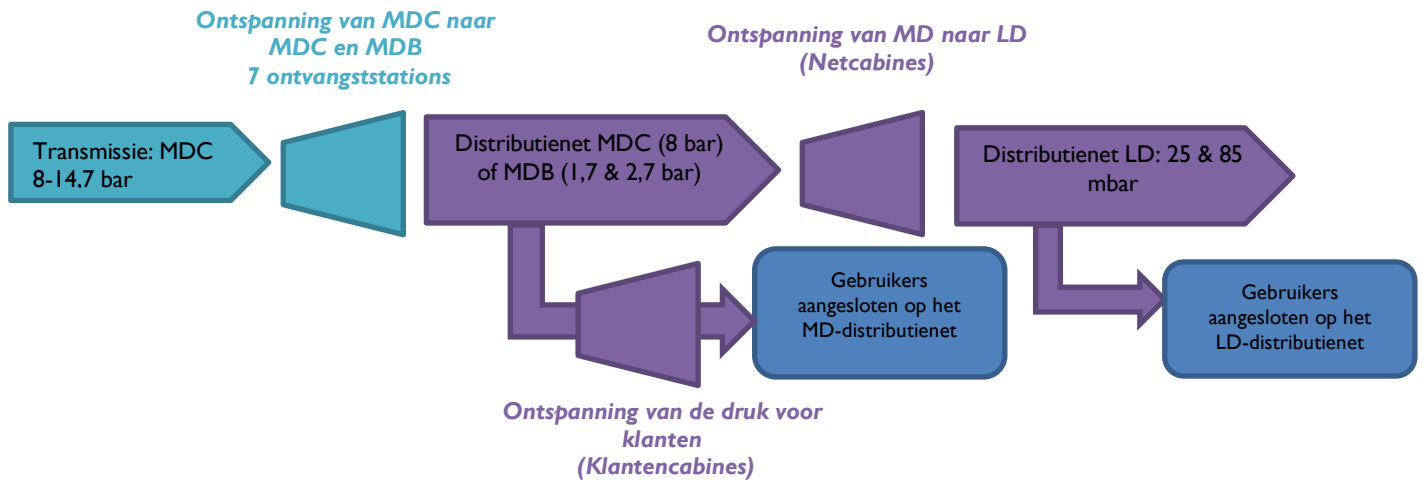 Ontspanning van MDC naar
MDC en MDB
7 ontvangststations
Ontspanning van MD naar LD
(Netcabines)
Transmissie: MDC
8-14,7 bar
Distributienet MDC (8 bar)
of MDB (1,7 & 2,7 bar)
Distributienet LD: 25 & 85
mbar
Gebruikers
aangesloten op het
MD-distributienet
Gebruikers
aangesloten op het
LD-distributienet
Ontspanning van de druk voor
klanten
(Klantencabines)